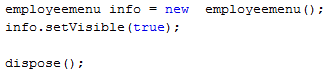 employeemenu info = new  employeemenu();
info.setVisible(true);
dispose();